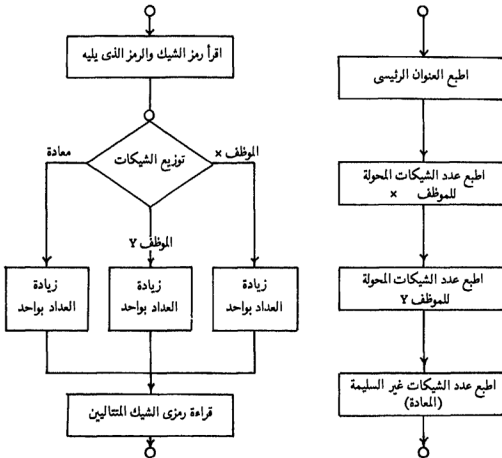 اقرأ رمز الشيك والرمز الذى يليه
توزيع الشيكات
معادة
الموظف ×
الموظف Y
زيادة
العداد بواحد
زيادة
العداد بواحد
زيادة
العداد بواحد
قراءة رمزى الشيك المتتاليين
اطبع العنوان الرئيسى
اطبع عدد الشيكات المحولة
للموظف ×
اطبع عدد الشيكات المحولة
للموظف Y
اطبع عدد الشيكات غير السليمة
(المعادة)